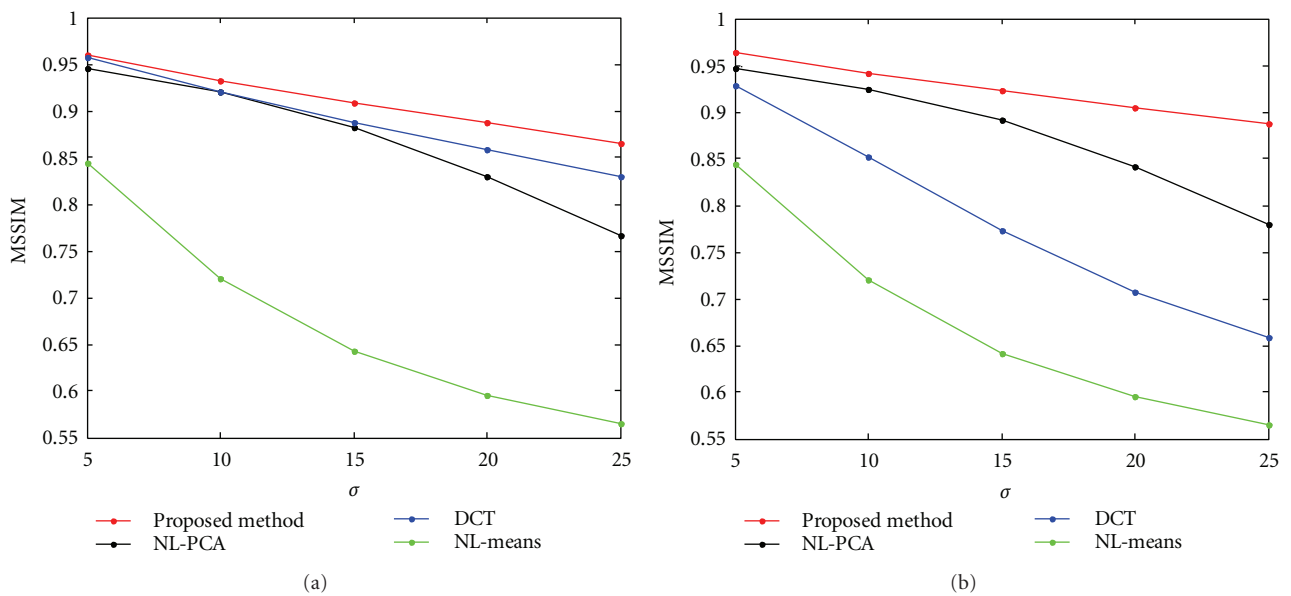 1
0.95
0.9
0.85
0.8
0.75
0.7
0.65
0.6
0.55
MSSIM
5 10 15 20 25
σ
Proposed method DCT
NL-PCA NL-means
(a)
1
0.95
0.9
0.85
0.8
0.75
0.7
0.65
0.6
0.55
MSSIM
5 10 15 20 25
σ
Proposed method DCT
NL-PCA NL-means
(b)